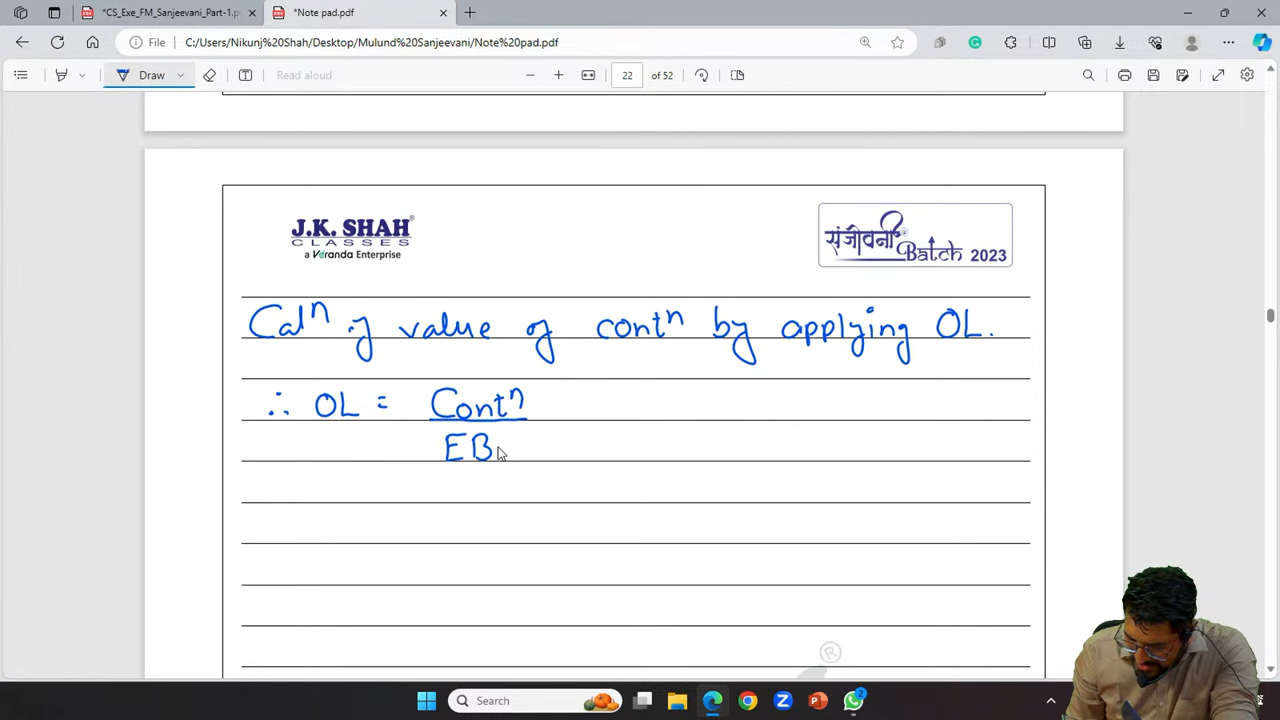 *CS_Exe_FM_Sanjeevani_Part-1.p
*Note pad.pdf
File
C:/Users/Nikunj%20Shah/Desktop/Mulund%20Sanjeevani/Note%20pad.pdf
Draw
Read aloud
22 of 52
J.K. SHAH®
CLASSES
a Veranda Enterprise
संजीवनी
Batch 2023
Calⁿ of value of contⁿ by applying OL.
∴ OL = Contⁿ
EB
®
Search
2